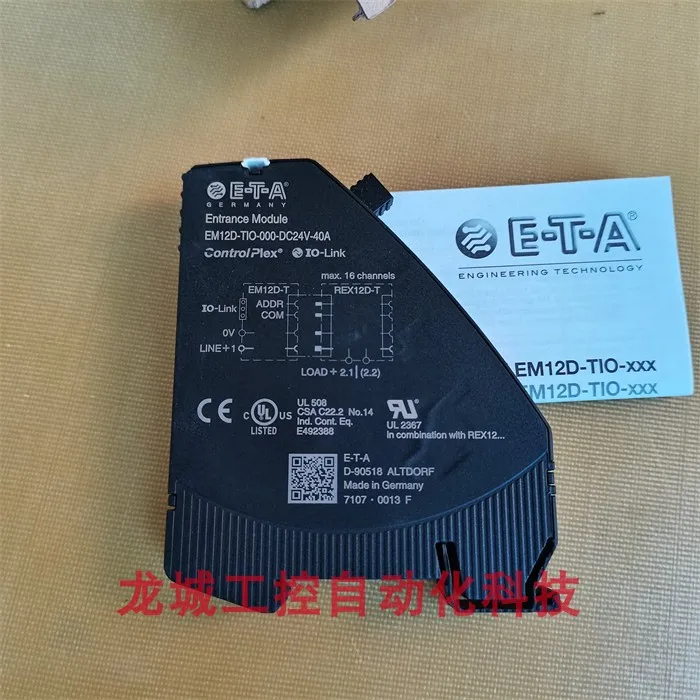 E-T-A®
GERMANY
Entrance Module
EM12D-TIO-000-DC24V-40A
ControlPlex® IO-Link
max. 16 channels
EM12D-T REX12D-T
IO-Link ADDR
COM
0V
LINE+1
LOAD+ 2.1 (2.2)
CE
C UL US
LISTED
UL 508
CSA C22.2 No.14
Ind. Cont. Eq.
E492388
UL 2367
in combination with REX12...
E-T-A
D-90518 ALTDORF
Made in Germany
7107 · 0013 F
E-T-A®
ENGINEERING TECHNOLOGY
EM12D-TIO-xxx
EM12D-TIO-xxx
龙城工控自动化科技